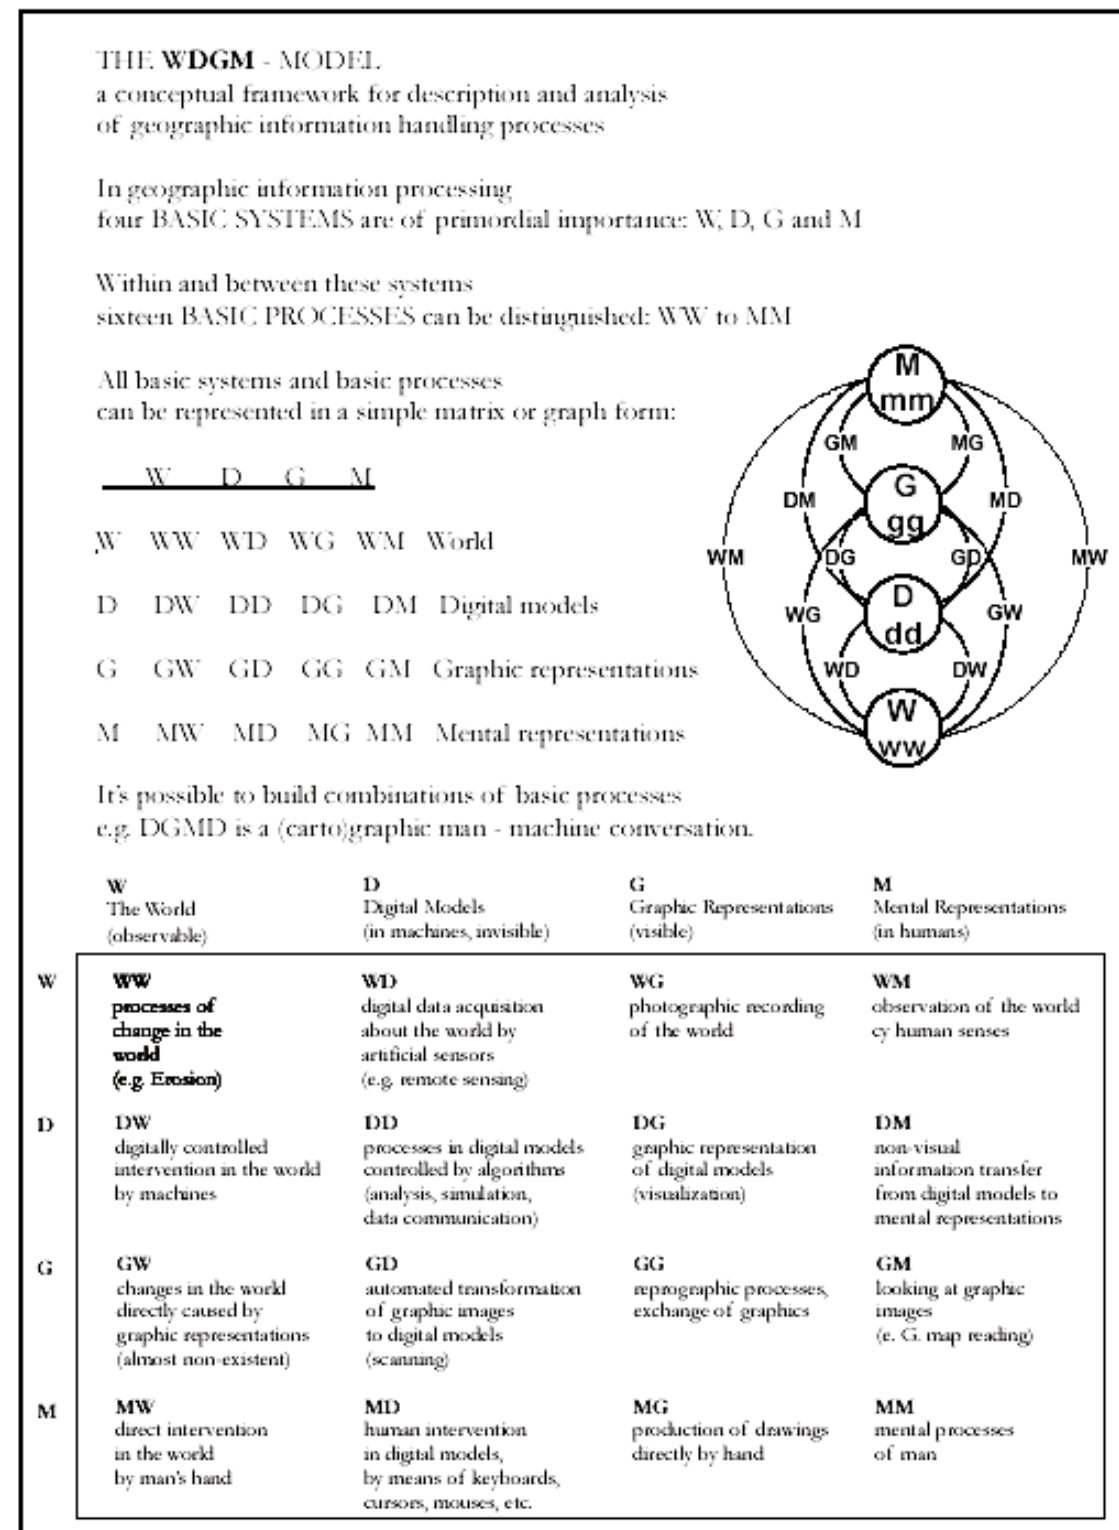 THE WDGM - MODEL
a conceptual framework for description and analysis
of geographic information handling processes
In geographic information processing
four BASIC SYSTEMS are of primordial importance: W, D, G and M
Within and between these systems
sixteen BASIC PROCESSES can be distinguished: WW to MM
All basic systems and basic processes
can be represented in a simple matrix or graph form:
W D G M
W WW WD WG WM World
D DW DD DG DM Digital models
G GW GD GG GM Graphic representations
M MW MD MG MM Mental representations
M
mm
GM MG
G
gg
DM MD
WM DG GD MW
D
dd
WG GW
WD DW
W
ww
It's possible to build combinations of basic processes
e.g. DGMD is a (carto)graphic man - machine conversation.
W D G M
The World Digital Models Graphic Representations Mental Representations
(observable) (in machines, invisible) (visible) (in humans)
W WW WD WG WM
processes of digital data acquisition photographic recording observation of the world
change in the about the world by of the world cy human senses
world artificial sensors
(e.g. Erosion) (e.g. remote sensing)
D DW DD DG DM
digitally controlled processes in digital models graphic representation non-visual
intervention in the world controlled by algorithms of digital models information transfer
by machines (analysis, simulation, (visualization) from digital models to
data communication) mental representations
G GW GD GG GM
changes in the world automated transformation reprographic processes, looking at graphic
directly caused by of graphic images exchange of graphics images
graphic representations to digital models (e. G. map reading)
(almost non-existent) (scanning)
M MW MD MG MM
direct intervention human intervention production of drawings mental processes
in the world in digital models, directly by hand of man
by man's hand by means of keyboards,
cursors, mouses, etc.